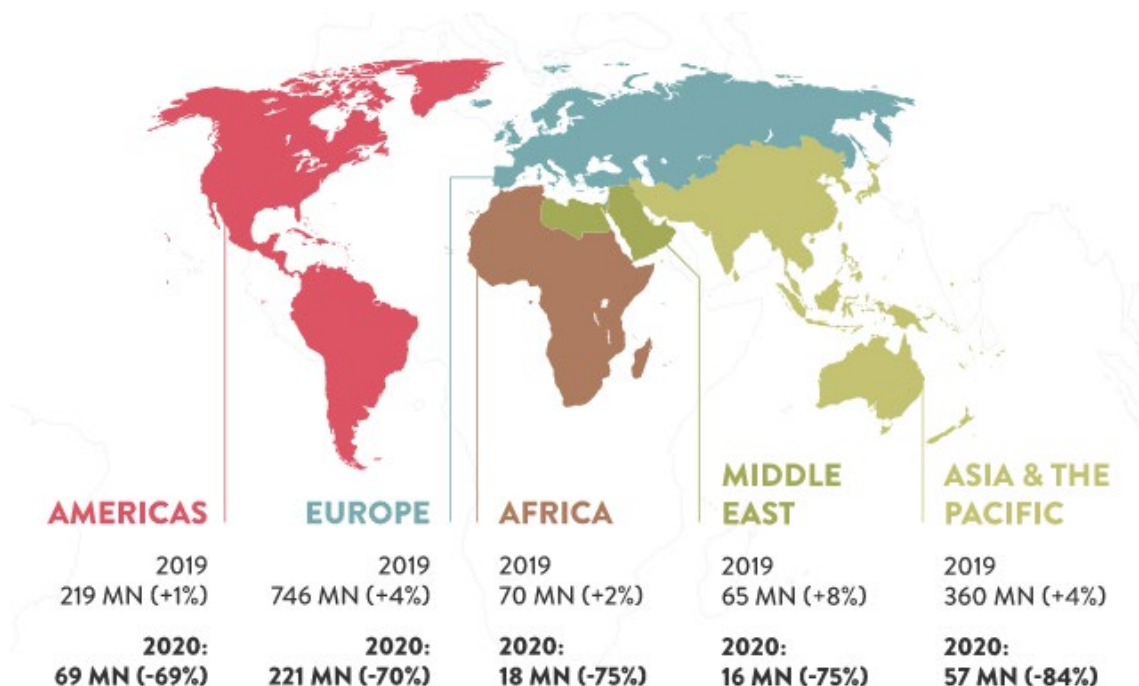 AMERICAS
2019
219 MN (+1%)
2020:
69 MN (-69%)
EUROPE
2019
746 MN (+4%)
2020:
221 MN (-70%)
AFRICA
2019
70 MN (+2%)
2020:
18 MN (-75%)
MIDDLE
EAST
2019
65 MN (+8%)
2020:
16 MN (-75%)
ASIA & THE
PACIFIC
2019
360 MN (+4%)
2020:
57 MN (-84%)